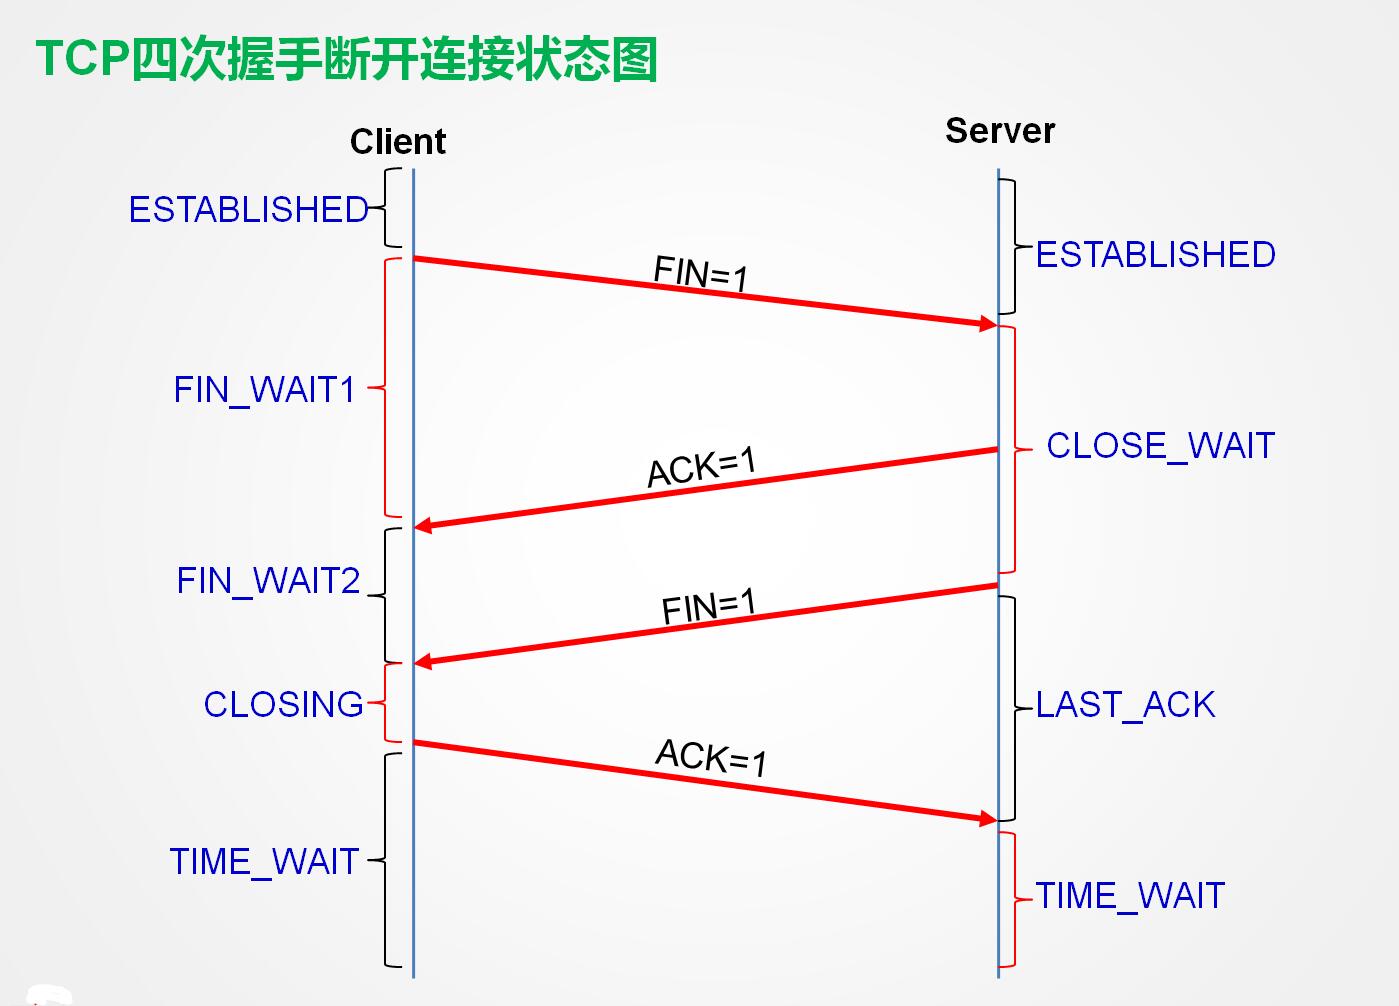 TCP四次握手断开连接状态图
Client
Server
ESTABLISHED
ESTABLISHED
FIN=1
FIN_WAIT1
CLOSE_WAIT
ACK=1
FIN_WAIT2
FIN=1
CLOSING
LAST_ACK
ACK=1
TIME_WAIT
TIME_WAIT